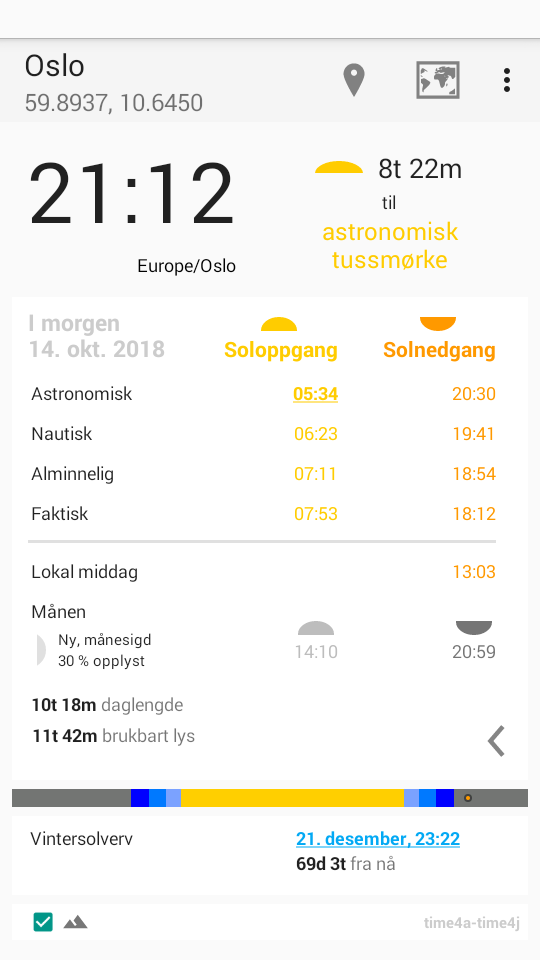 Oslo
59.8937, 10.6450
21:12
Europe/Oslo
8t 22m
til
astronomisk
tussmørke
I morgen
14. okt. 2018
Soloppgang
Solnedgang
Astronomisk 05:34 20:30
Nautisk 06:23 19:41
Alminnelig 07:11 18:54
Faktisk 07:53 18:12
Lokal middag 13:03
Månen
Ny, månesigd
30 % opplyst
14:10 20:59
10t 18m daglengde
11t 42m brukbart lys
Vintersolverv 21. desember, 23:22
69d 3t fra nå
time4a-time4j